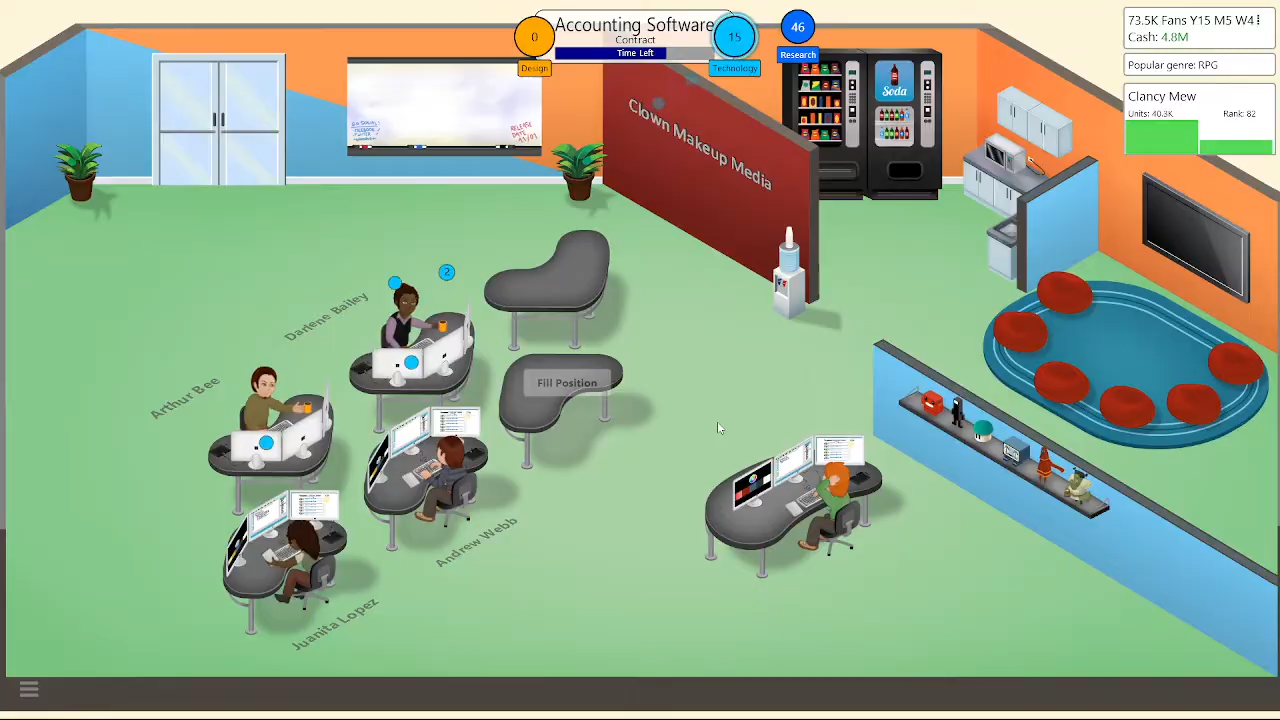 Accounting Software
Contract
Time Left
0
Design
15
Technology
46
Research
73.5K Fans Y15 M5 W4
Cash: 4.8M
Popular genre: RPG
Clancy Mew
Units: 40.3K
Rank: 82
Clown Makeup Media
Soda
RELEASE
DATE
2
Darlene Bailey
Arthur Bee
Fill Position
Andrew Webb
Juanita Lopez